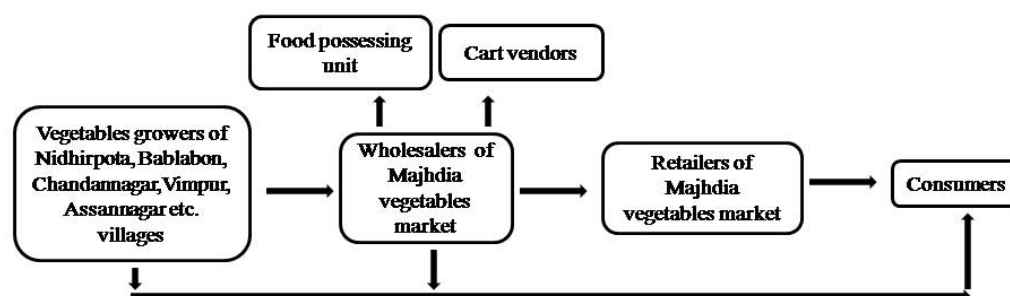 Food possessing
unit
Cart vendors
Vegetables growers of
Nidhirpota, Bablabon,
Chandannagar, Vimpur,
Assannagar etc.
villages
Wholesalers of
Majhdia
vegetables
market
Retailers of
Majhdia
vegetables market
Consumers